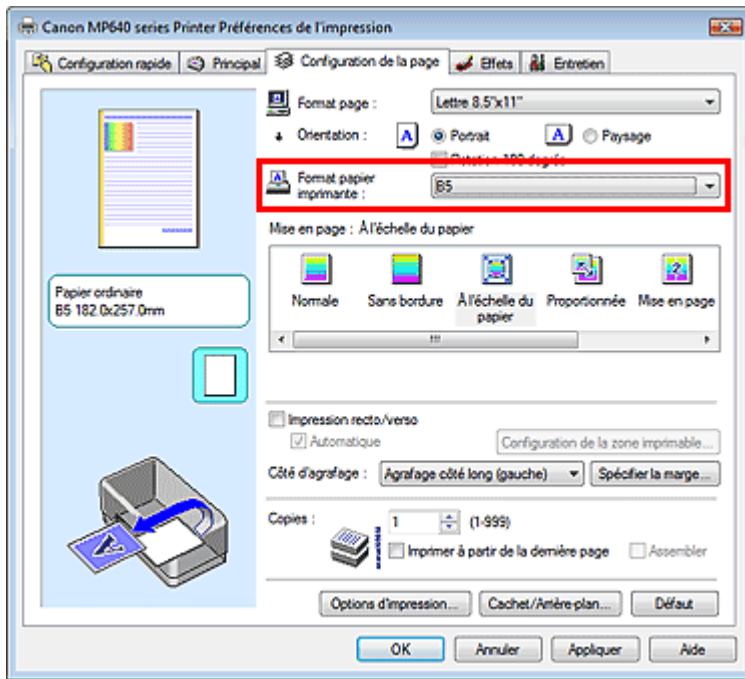 Canon MP640 series Printer Préférences de l'impression
Configuration rapide Principal Configuration de la page Effets Entretien
Format page : Lettre 8.5"x11"
Orientation : A Portrait A Paysage
Rotation 180 degrés
Format papier
imprimante : B5
Mise en page : À l'échelle du papier
Normale Sans bordure À l'échelle du
papier Proportionnée Mise en page
Papier ordinaire
B5 182.0x257.0mm
Impression recto/verso
Automatique Configuration de la zone imprimable...
Côté d'agrafage : Agrafage côté long (gauche) Spécifier la marge...
Copies : 1 (1-999)
Imprimer à partir de la dernière page Assembler
Options d'impression... Cachet/Arrière-plan... Défaut
OK Annuler Appliquer Aide